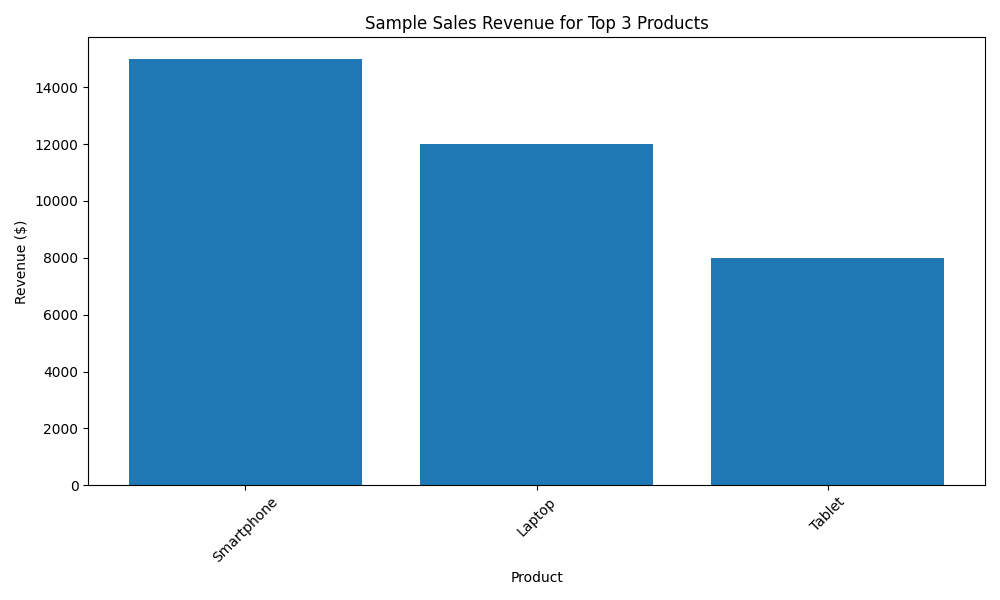 Sample Sales Revenue for Top 3 Products
Revenue ($)
14000
12000
10000
8000
6000
4000
2000
0
Smartphone
Laptop
Tablet
Product